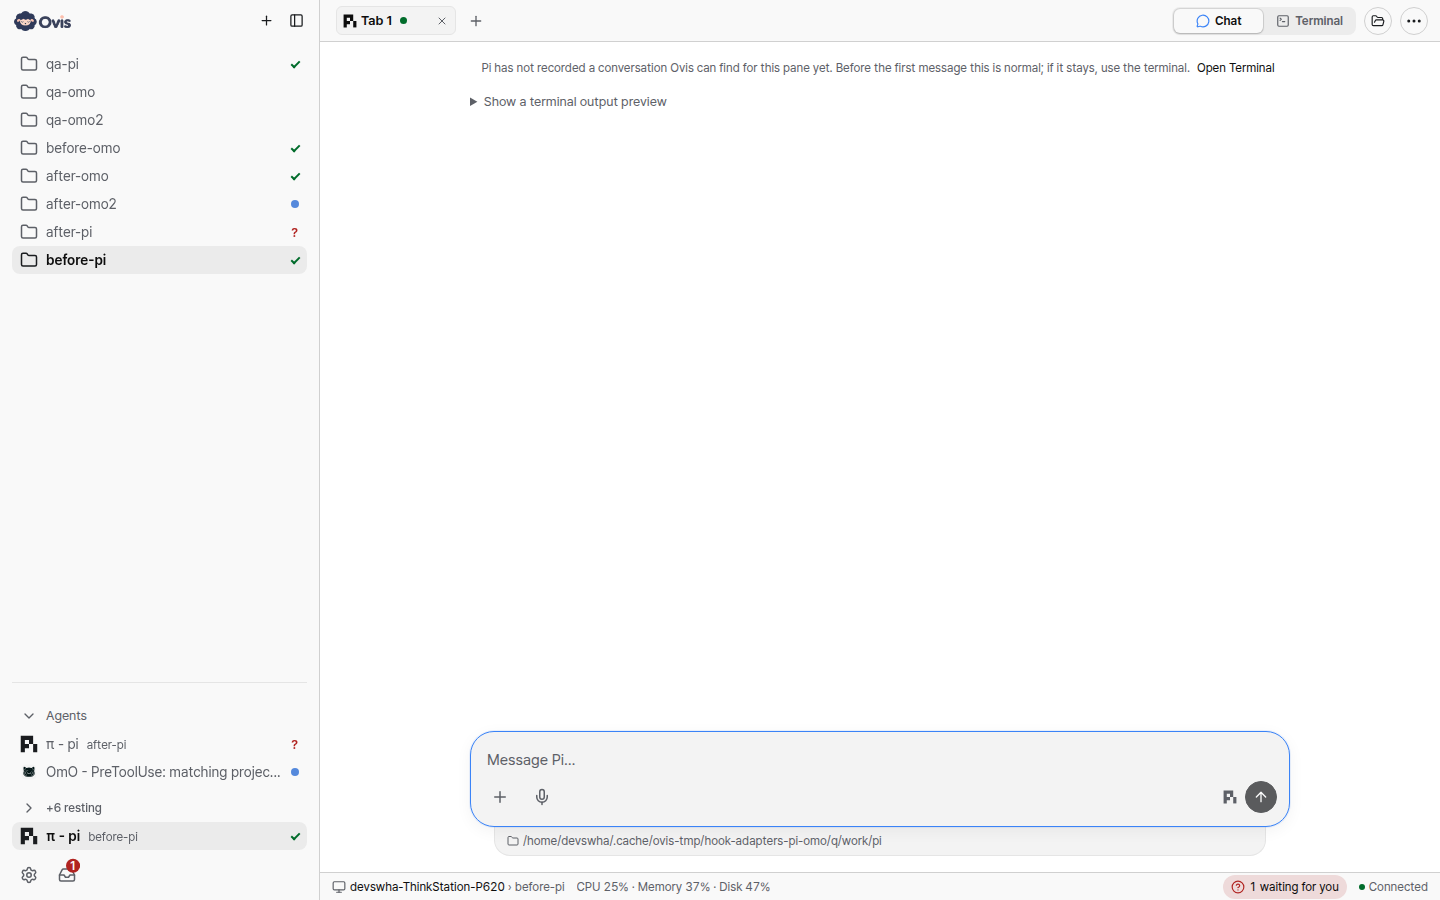 Ovis
qa-pi
qa-omo
qa-omo2
before-omo
after-omo
after-omo2
after-pi
?
before-pi
Agents
π - pi after-pi ?
OmO - PreToolUse: matching projec...
+6 resting
π - pi before-pi
1
Tab 1
Chat
Terminal
Pi has not recorded a conversation Ovis can find for this pane yet. Before the first message this is normal; if it stays, use the terminal. Open Terminal
Show a terminal output preview
Message Pi...
/home/devswha/.cache/ovis-tmp/hook-adapters-pi-omo/q/work/pi
devswha-ThinkStation-P620 › before-pi CPU 25% · Memory 37% · Disk 47%
1 waiting for you
Connected